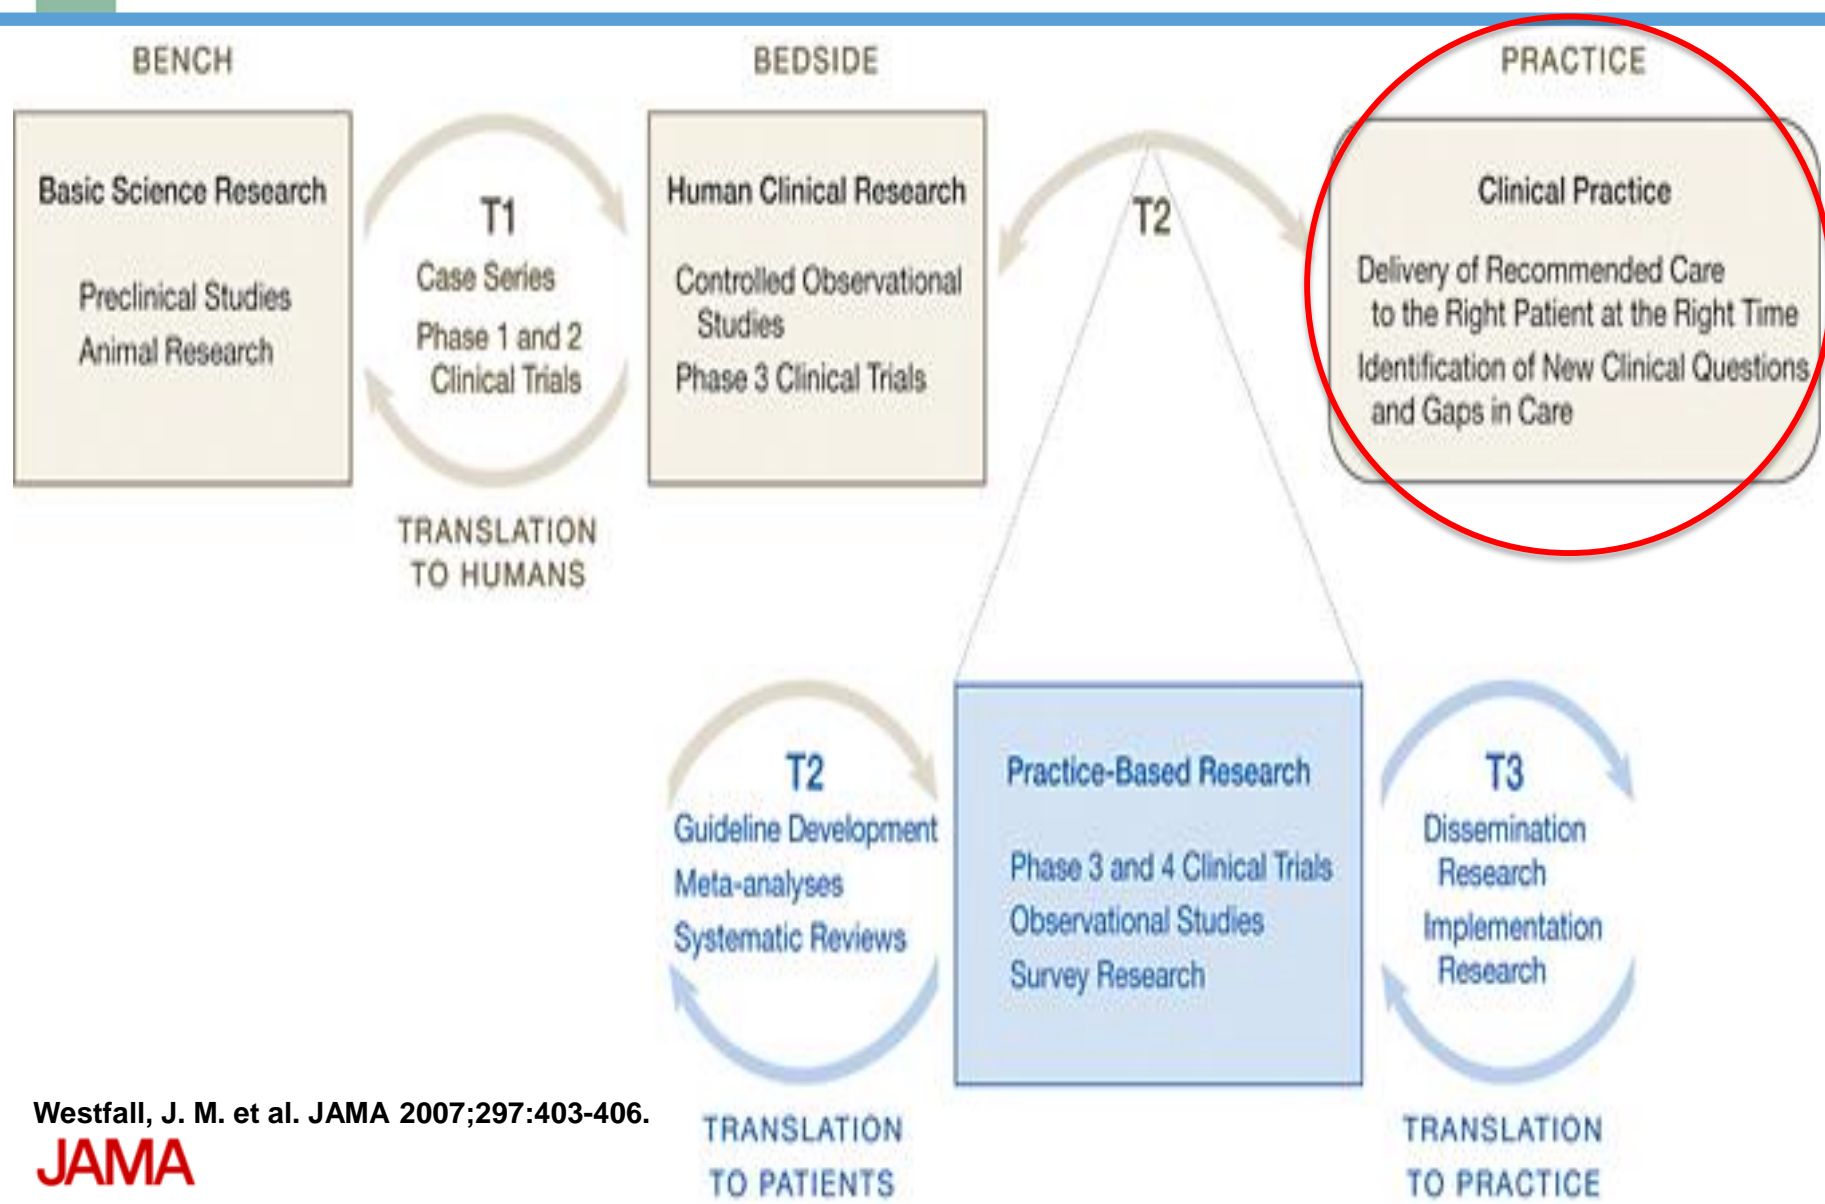 BENCH
BEDSIDE
PRACTICE
Basic Science Research
Preclinical Studies
Animal Research
T1
Case Series
Phase 1 and 2
Clinical Trials
TRANSLATION
TO HUMANS
Human Clinical Research
Controlled Observational
Studies
Phase 3 Clinical Trials
T2
Clinical Practice
Delivery of Recommended Care
to the Right Patient at the Right Time
Identification of New Clinical Questions
and Gaps in Care
T2
Guideline Development
Meta-analyses
Systematic Reviews
TRANSLATION
TO PATIENTS
Practice-Based Research
Phase 3 and 4 Clinical Trials
Observational Studies
Survey Research
T3
Dissemination
Research
Implementation
Research
TRANSLATION
TO PRACTICE
Westfall, J. M. et al. JAMA 2007;297:403-406.
JAMA